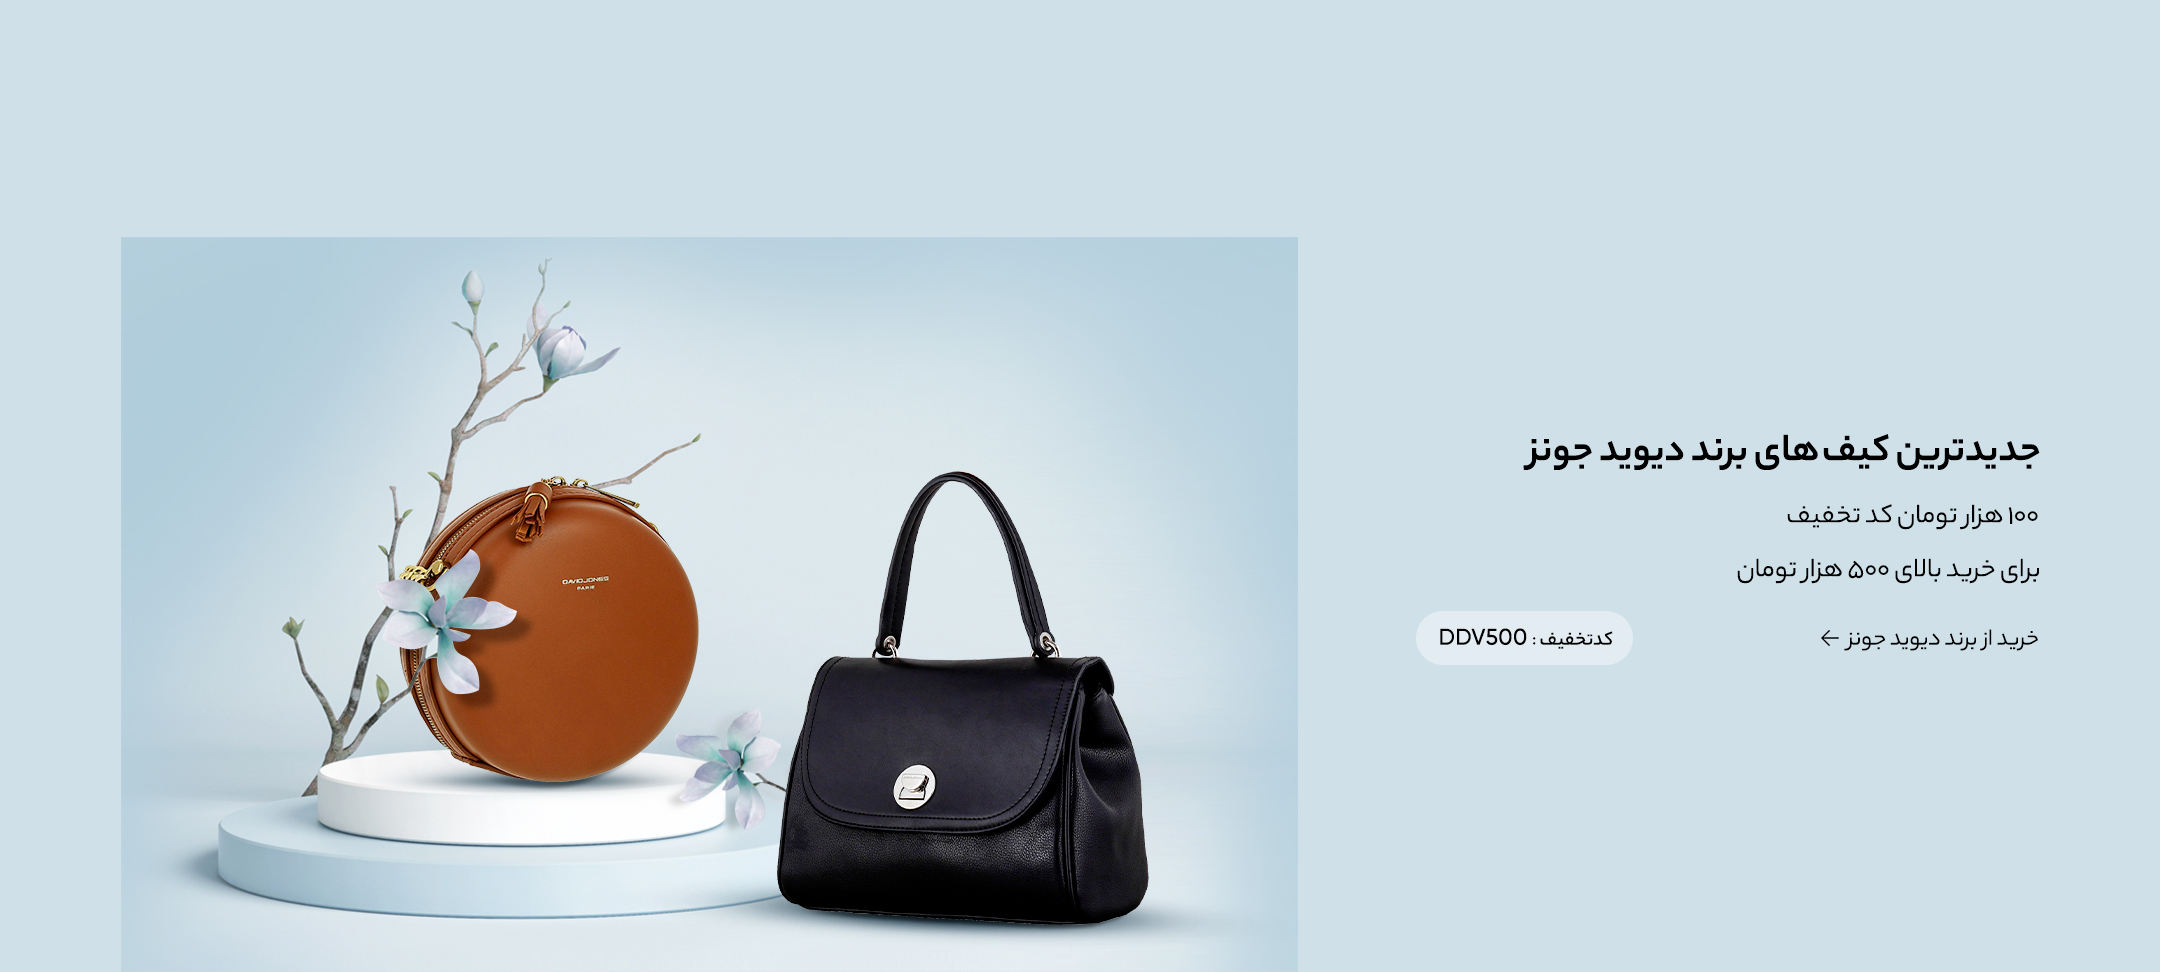 جدیدترین کیف‌های برند دیوید جونز
۱۰۰ هزار تومان کد تخفیف
برای خرید بالای ۵۰۰ هزار تومان
خرید از برند دیوید جونز ←
کدتخفیف : DDV500
DAVIDJONES
PARIS